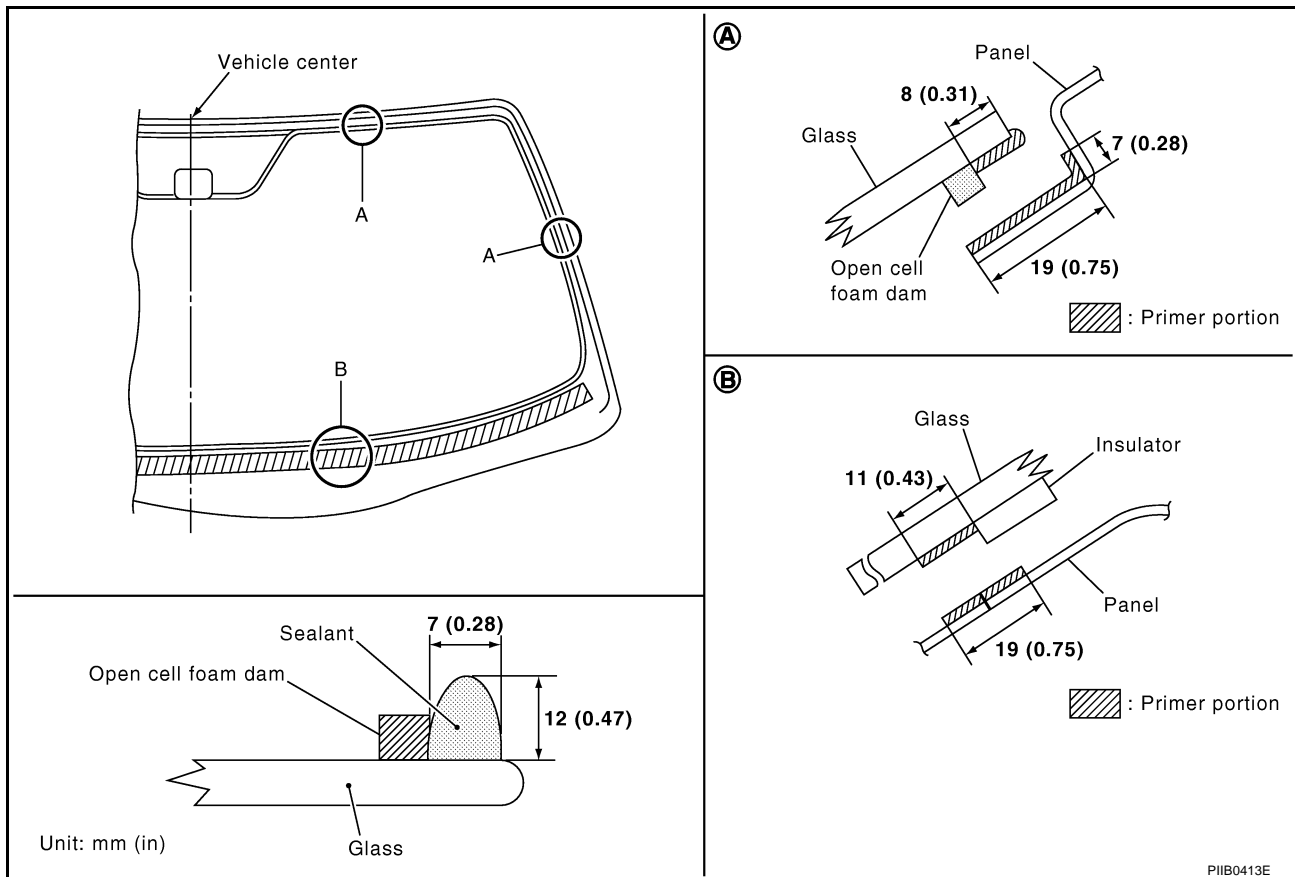 Vehicle center
A
A
B
Sealant
7 (0.28)
Open cell foam dam
12 (0.47)
Unit: mm (in)
Glass
A
Panel
8 (0.31)
Glass
7 (0.28)
Open cell
foam dam
19 (0.75)
: Primer portion
B
Glass
Insulator
11 (0.43)
Panel
19 (0.75)
: Primer portion
PIIB0413E